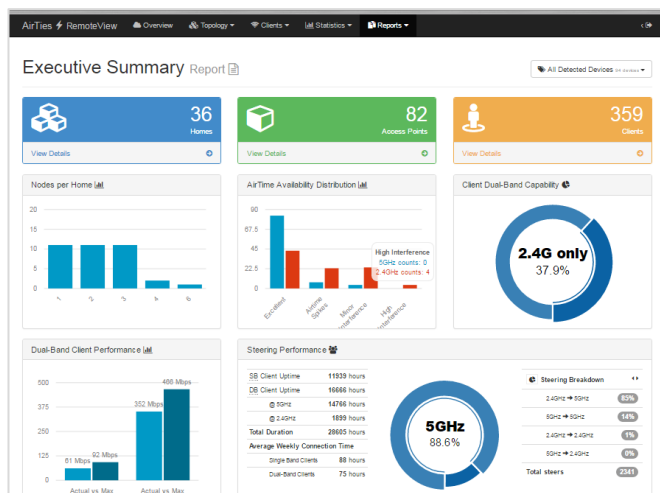 AirTies RemoteView Overview Topology Clients Statistics Reports
Executive Summary Report
All Detected Devices
36
Homes
82
Access Points
359
Clients
View Details
View Details
View Details
Nodes per Home
20
15
10
5
0
1
2
3
4
5
AirTime Availability Distribution
90
67.5
45
22.5
0
Excellent
Airtime Spikes
Minor Interference
High Interference
High Interference
5GHz counts: 0
2.4GHz counts: 4
Client Dual-Band Capability
2.4G only
37.9%
Dual-Band Client Performance
500
375
250
125
0
61 Mbps
92 Mbps
352 Mbps
466 Mbps
Actual vs Max
Actual vs Max
Steering Performance
SB Client Uptime 11939 hours
DB Client Uptime 16666 hours
@ 5GHz 14766 hours
@ 2.4GHz 1899 hours
Total Duration 28605 hours
Average Weekly Connection Time
Single Band Clients 88 hours
Dual-Band Clients 75 hours
5GHz
88.6%
Steering Breakdown
2.4GHz ➔ 5GHz 85%
5GHz ➔ 5GHz 14%
2.4GHz ➔ 2.4GHz 1%
5GHz ➔ 2.4GHz 0%
Total steers 2341